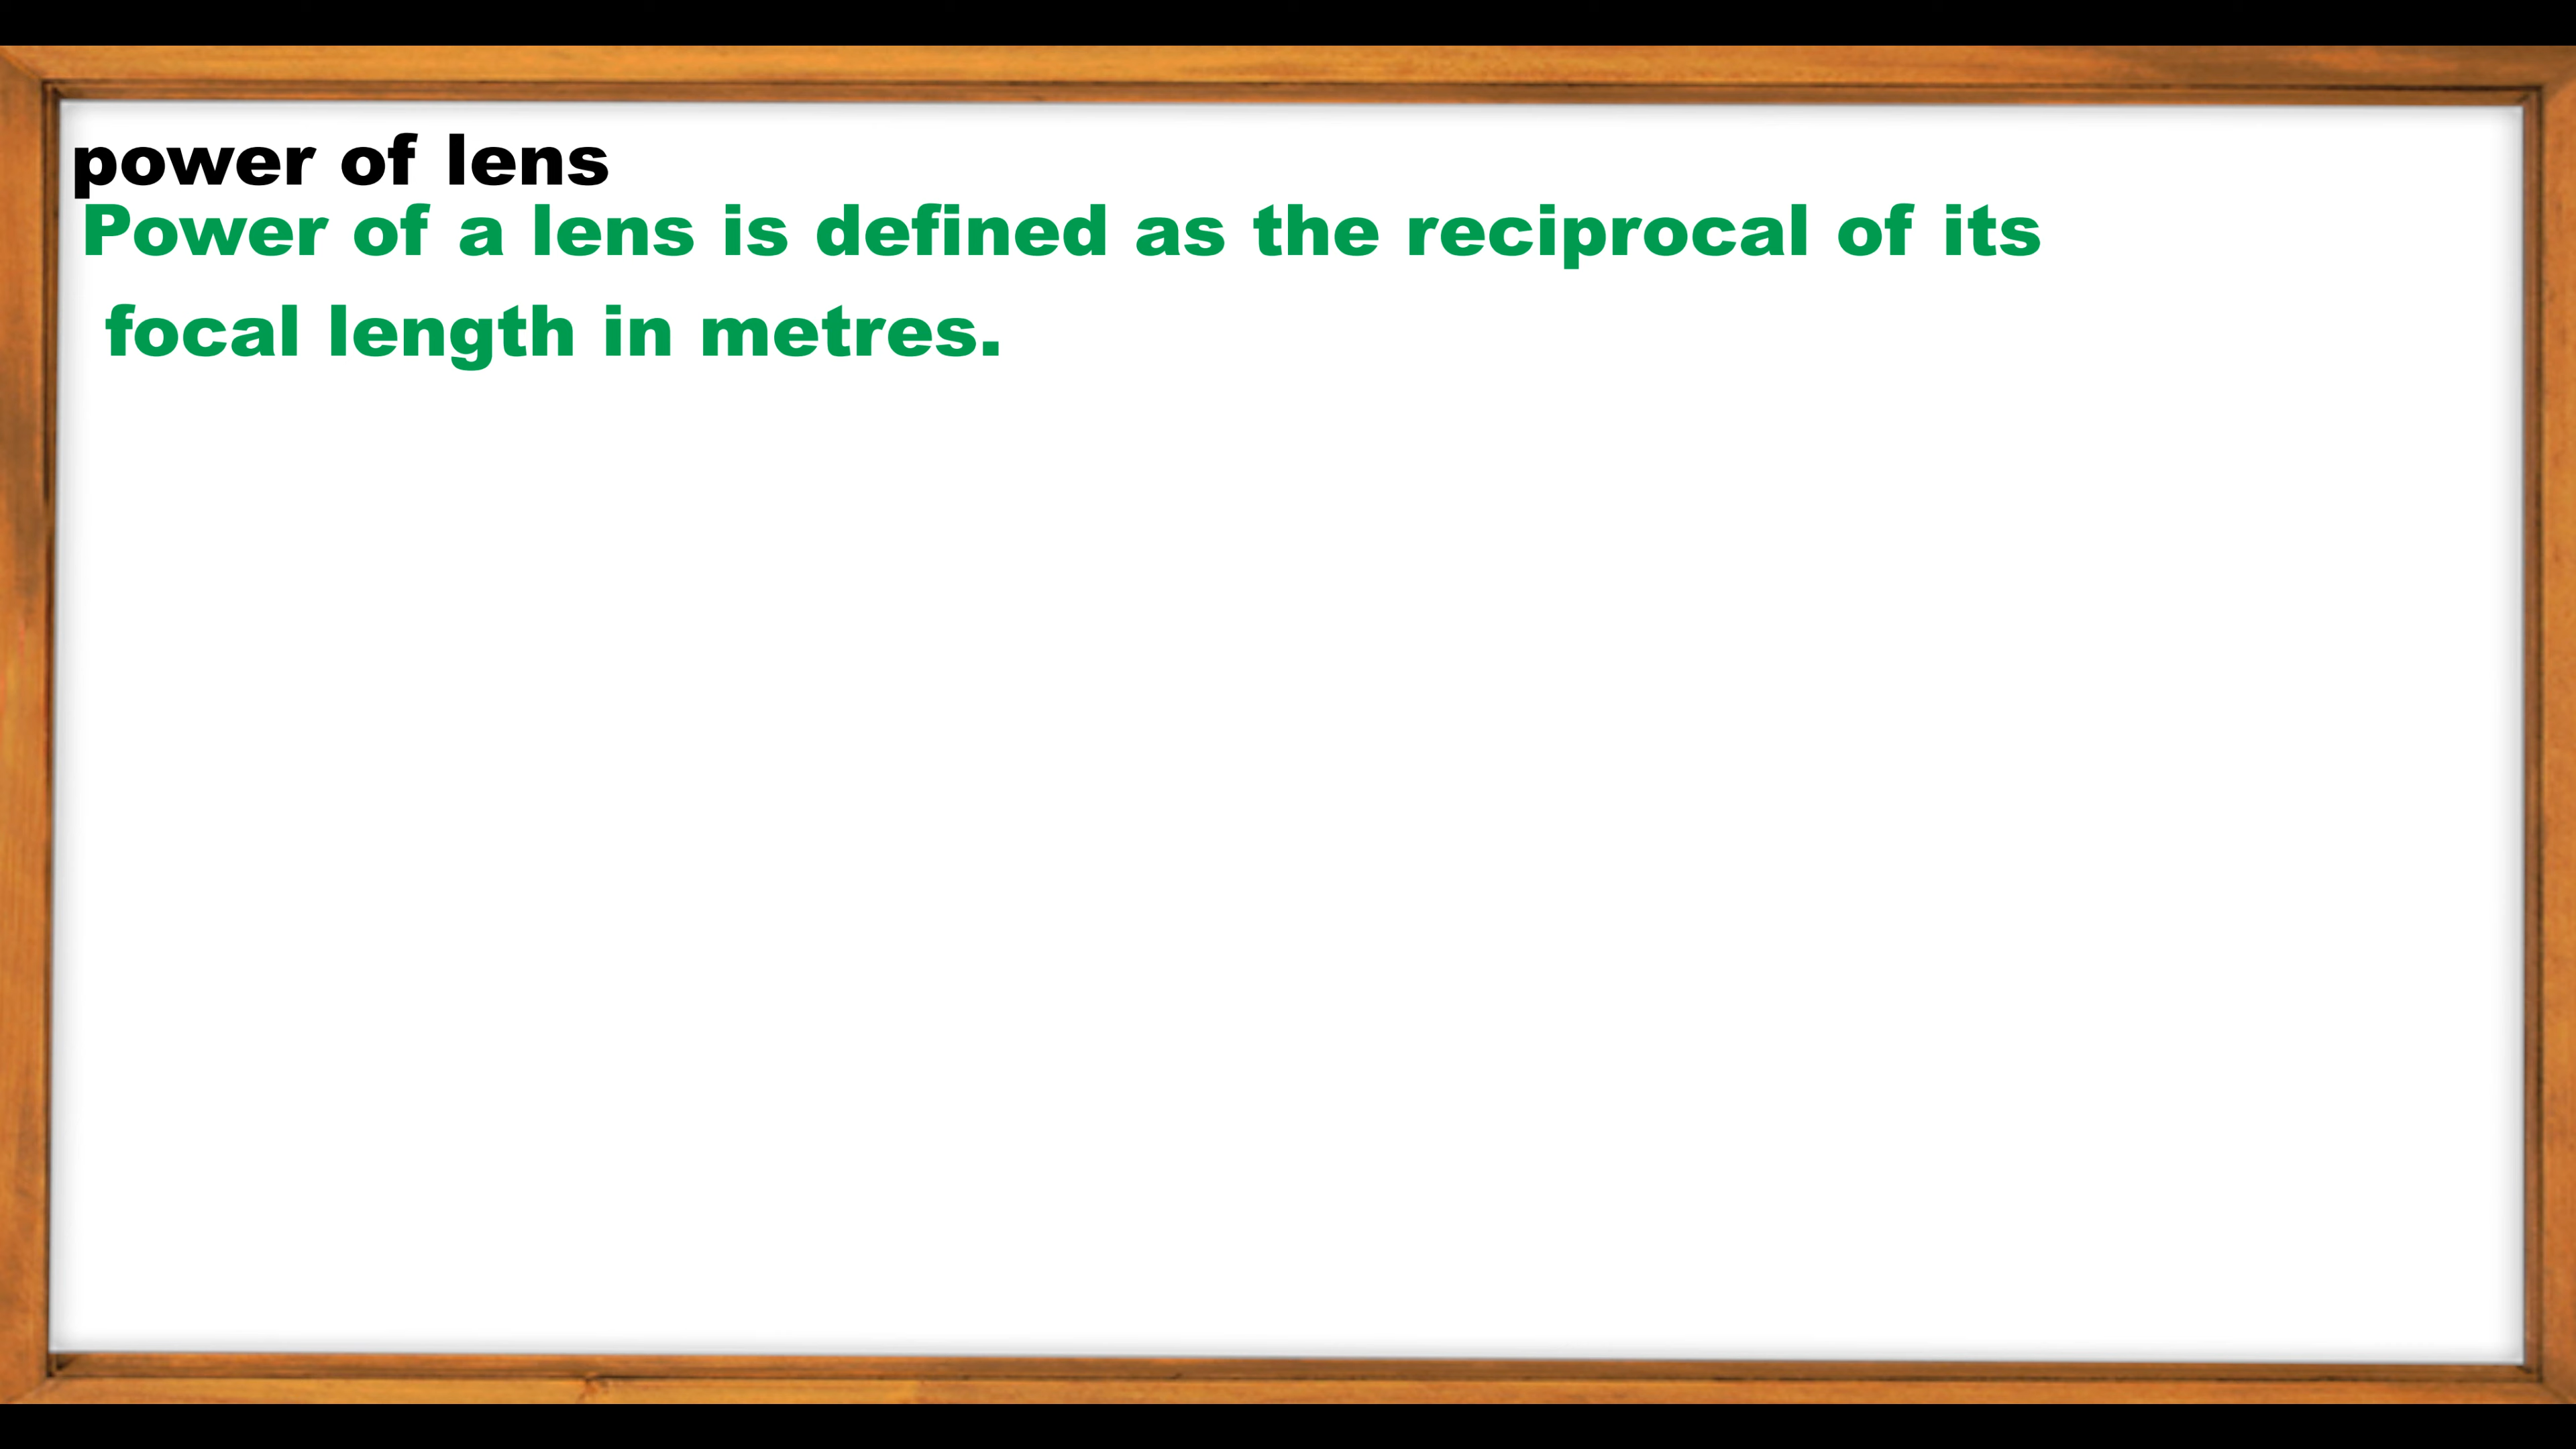 power of lens
Power of a lens is defined as the reciprocal of its
focal length in metres.